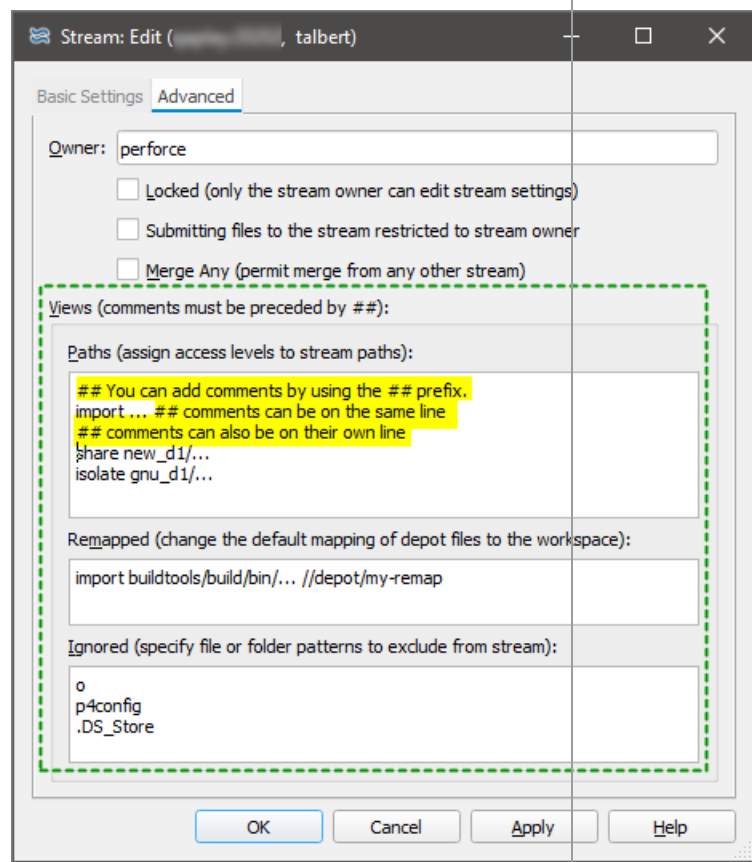 Stream: Edit ( , talbert)
Basic Settings Advanced
Owner: perforce
Locked (only the stream owner can edit stream settings)
Submitting files to the stream restricted to stream owner
Merge Any (permit merge from any other stream)
Views (comments must be preceded by ##):
Paths (assign access levels to stream paths):
## You can add comments by using the ## prefix.
import ... ## comments can be on the same line
## comments can also be on their own line
share new_d1/...
isolate gnu_d1/...
Remapped (change the default mapping of depot files to the workspace):
import buildtools/build/bin/... //depot/my-remap
Ignored (specify file or folder patterns to exclude from stream):
o
p4config
.DS_Store
OK Cancel Apply Help